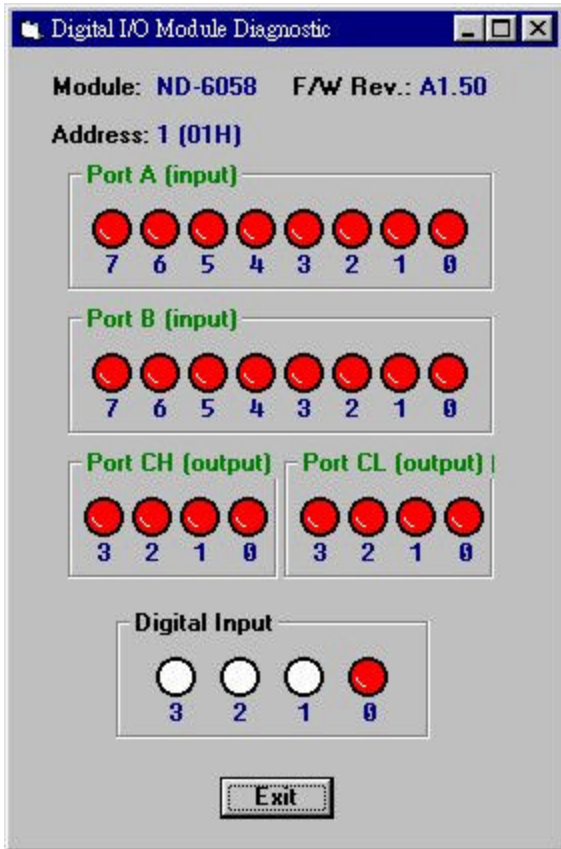 Digital I/O Module Diagnostic
Module: ND-6058 F/W Rev.: A1.50
Address: 1 (01H)
Port A (input)
7 6 5 4 3 2 1 0
Port B (input)
7 6 5 4 3 2 1 0
Port CH (output) Port CL (output)
3 2 1 0 3 2 1 0
Digital Input
3 2 1 0
Exit